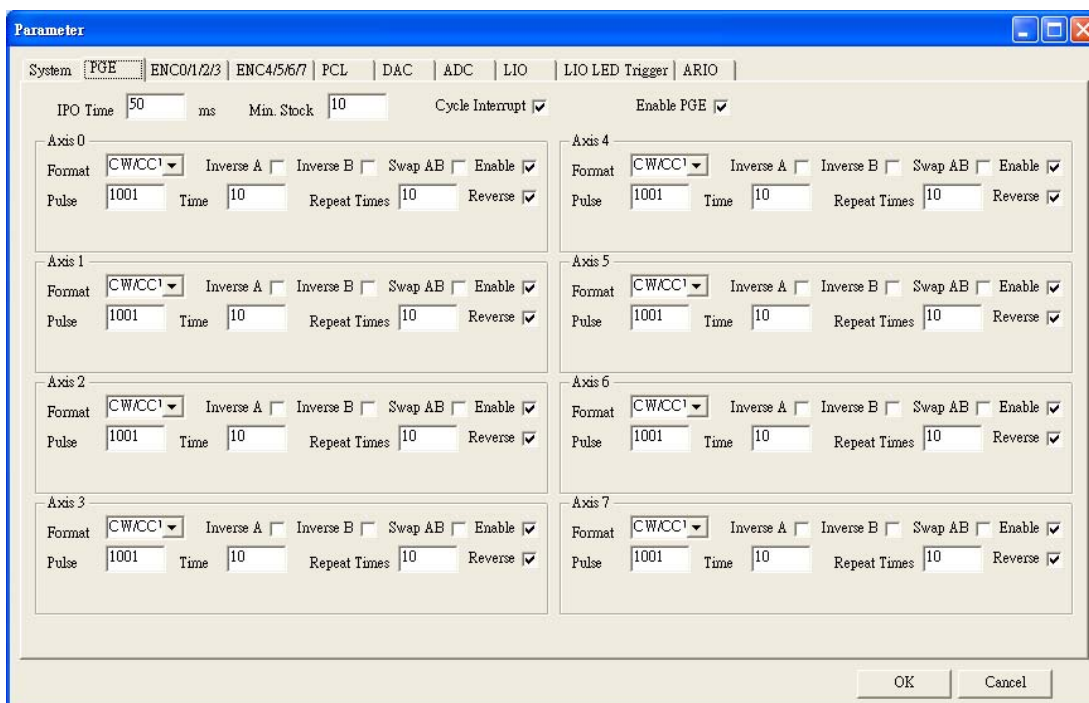 Parameter
System PGE ENC0/1/2/3 ENC4/5/6/7 PCL DAC ADC LIO LIO LED Trigger ARIO
IPO Time 50 ms Min. Stock 10 Cycle Interrupt Enable PGE
Axis 0
Format CW/CC Inverse A Inverse B Swap AB Enable
Pulse 1001 Time 10 Repeat Times 10 Reverse
Axis 1
Format CW/CC Inverse A Inverse B Swap AB Enable
Pulse 1001 Time 10 Repeat Times 10 Reverse
Axis 2
Format CW/CC Inverse A Inverse B Swap AB Enable
Pulse 1001 Time 10 Repeat Times 10 Reverse
Axis 3
Format CW/CC Inverse A Inverse B Swap AB Enable
Pulse 1001 Time 10 Repeat Times 10 Reverse
Axis 4
Format CW/CC Inverse A Inverse B Swap AB Enable
Pulse 1001 Time 10 Repeat Times 10 Reverse
Axis 5
Format CW/CC Inverse A Inverse B Swap AB Enable
Pulse 1001 Time 10 Repeat Times 10 Reverse
Axis 6
Format CW/CC Inverse A Inverse B Swap AB Enable
Pulse 1001 Time 10 Repeat Times 10 Reverse
Axis 7
Format CW/CC Inverse A Inverse B Swap AB Enable
Pulse 1001 Time 10 Repeat Times 10 Reverse
OK Cancel